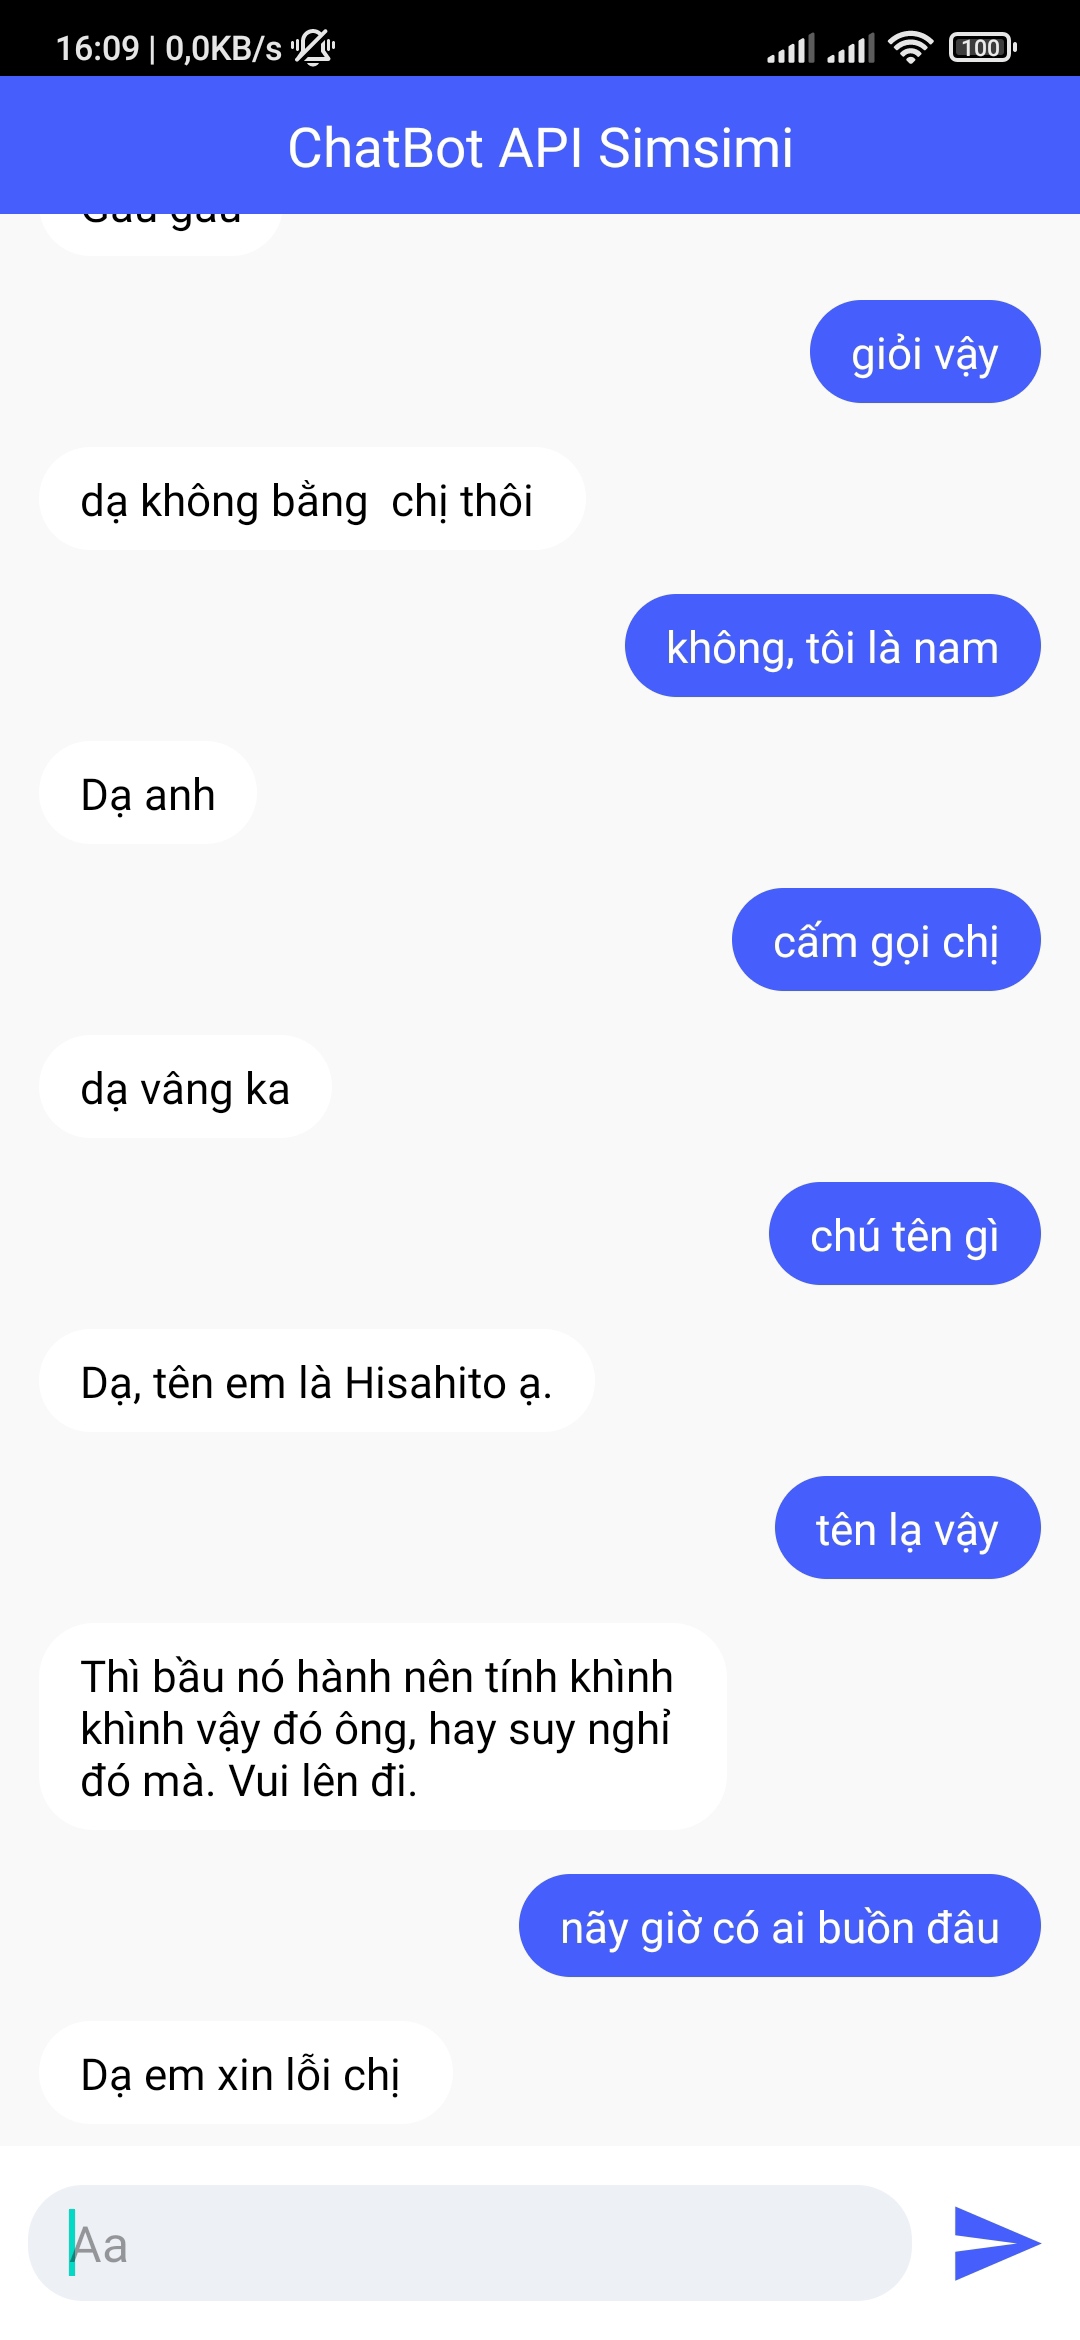 16:09 | 0,0KB/s
100
ChatBot API Simsimi
giỏi vậy
dạ không bằng  chị thôi
không, tôi là nam
Dạ anh
cấm gọi chị
dạ vâng ka
chú tên gì
Dạ, tên em là Hisahito ạ.
tên lạ vậy
Thì bầu nó hành nên tính khình
khình vậy đó ông, hay suy nghỉ
đó mà. Vui lên đi.
nãy giờ có ai buồn đâu
Dạ em xin lỗi chị
Aa